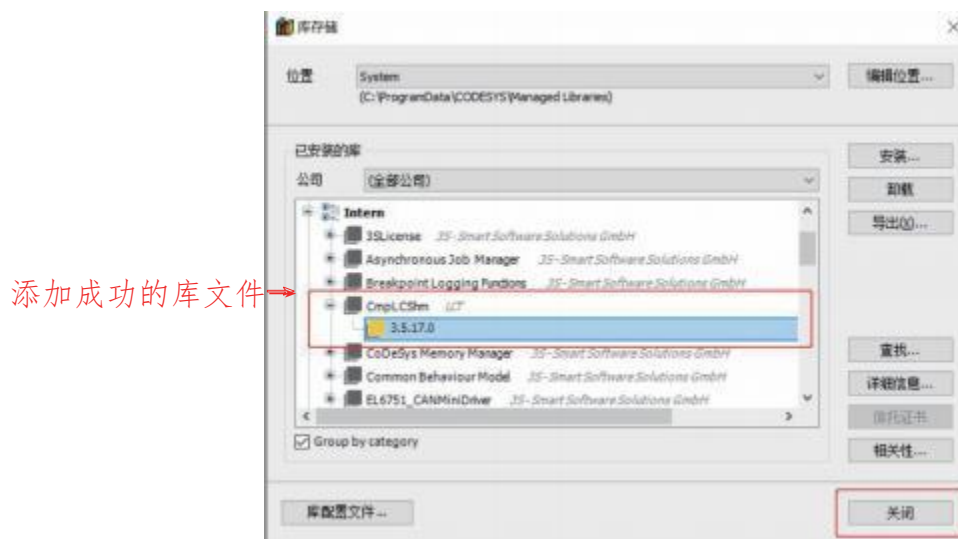 库存储
位置 System 编辑位置...
(C:\ProgramData\CODESYS\Managed Libraries)
已安装的库
安装...
公司 (全部公司)
卸载
Intern
导出(X)...
3SLicense 3S-Smart Software Solutions GmbH
Asynchronous Job Manager 3S-Smart Software Solutions GmbH
Breakpoint Logging Functions 3S-Smart Software Solutions GmbH
添加成功的库文件
CmpLCShm LCT
3.5.17.0
CoDeSys Memory Manager 3S-Smart Software Solutions GmbH
查找...
Common Behaviour Model 3S-Smart Software Solutions GmbH
详细信息...
EL6751_CANMiniDriver 3S-Smart Software Solutions GmbH
信托证书
Group by category
相关性...
库配置文件...
关闭